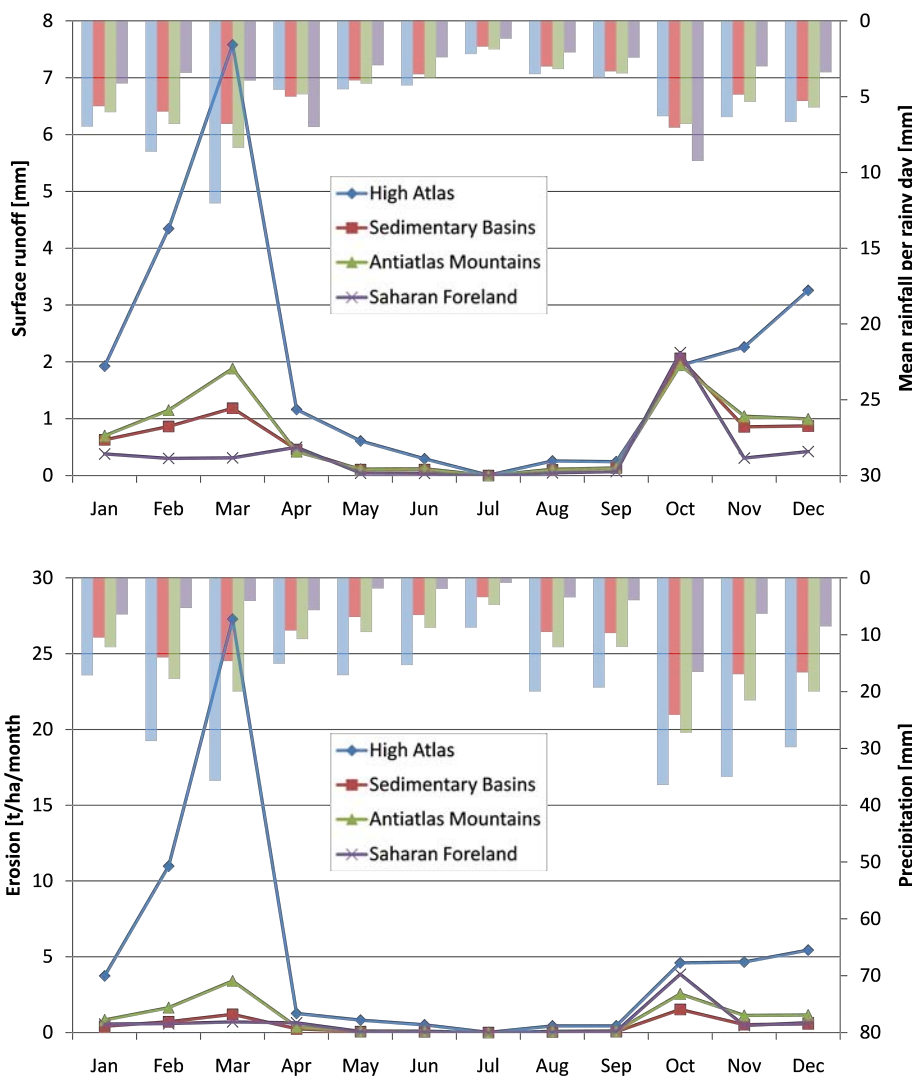 8
7
6
5
4
3
2
1
0
Surface runoff [mm]
0
5
10
15
20
25
30
Mean rainfall per rainy day [mm]
High Atlas
Sedimentary Basins
Antiatlas Mountains
Saharan Foreland
Jan Feb Mar Apr May Jun Jul Aug Sep Oct Nov Dec
30
25
20
15
10
5
0
Erosion [t/ha/month]
0
10
20
30
40
50
60
70
80
Precipitation [mm]
High Atlas
Sedimentary Basins
Antiatlas Mountains
Saharan Foreland
Jan Feb Mar Apr May Jun Jul Aug Sep Oct Nov Dec